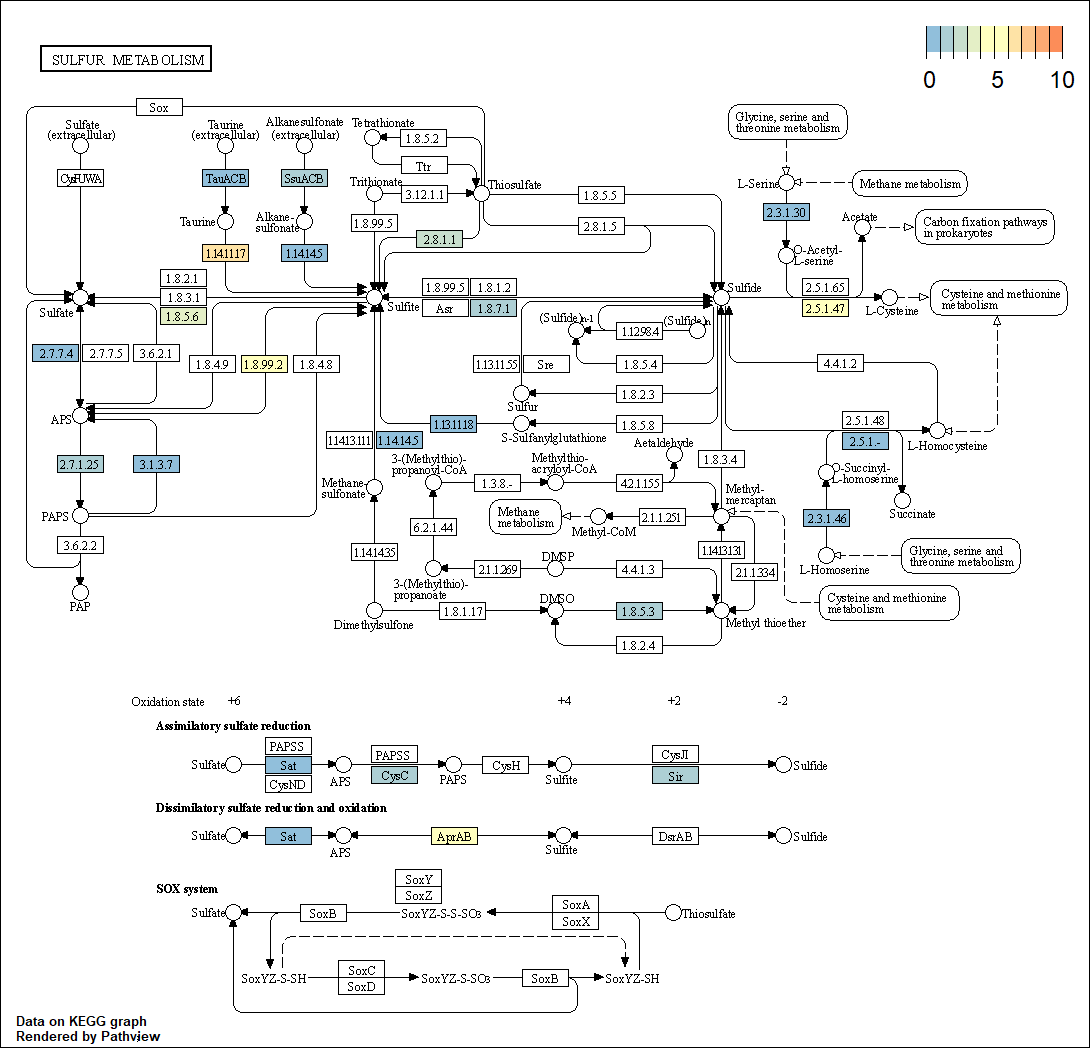 SULFUR METABOLISM
0 5 10
Sox
Sulfate
(extracellular)
Taurine
(extracellular)
Alkanesulfonate
(extracellular)
Tetrathionate
1.8.5.2
Ttr
Trithionate
3.12.1.1
Thiosulfate
1.8.5.5
Glycine, serine and
threonine metabolism
CysPUWA
TauACB
SsuACB
L-Serine
Methane metabolism
Taurine
Alkane-
sulfonate
1.8.99.5
2.8.1.1
2.8.1.5
2.3.1.30
Acetate
Carbon fixation pathways
in prokaryotes
1.14.11.17
1.14.14.5
O-Acetyl-
L-serine
1.8.2.1
1.8.3.1
1.8.5.6
Sulfate
Sulfite
1.8.99.5
1.8.1.2
Asr
1.8.7.1
Sulfide
2.5.1.65
2.5.1.47
L-Cysteine
Cysteine and methionine
metabolism
(Sulfide)n-1
1.12.98.4
(Sulfide)n
2.7.7.4
2.7.7.5
3.6.2.1
1.8.4.9
1.8.99.2
1.8.4.8
1.13.11.55
Sre
1.8.5.4
4.4.1.2
1.8.2.3
Sulfur
APS
1.13.11.18
1.8.5.8
S-Sulfanylglutathione
2.5.1.48
2.5.1.-
L-Homocysteine
1.14.13.111
1.14.14.5
Aetaldehyde
2.7.1.25
3.1.3.7
3-(Methylthio)-
propanoyl-CoA
Methylthio-
acryloyl-CoA
1.8.3.4
O-Succinyl-
L-homoserine
Methane-
sulfonate
1.3.8.-
4.2.1.155
Methyl-
mercaptan
Succinate
PAPS
Methane
metabolism
Methyl-CoM
2.1.1.251
2.3.1.46
6.2.1.44
3.6.2.2
1.14.14.35
1.14.13.131
L-Homoserine
Glycine, serine and
threonine metabolism
3-(Methylthio)-
propanoate
2.1.1.269
DMSP
4.4.1.3
2.1.1.334
PAP
DMSO
Cysteine and methionine
metabolism
Dimethylsulfone
1.8.1.17
1.8.5.3
Methyl thioether
1.8.2.4
Oxidation state +6 +4 +2 -2
Assimilatory sulfate reduction
PAPSS
PAPSS
CysJI
Sulfate
Sat
APS
CysC
PAPS
CysH
Sulfite
Sir
Sulfide
CysND
Dissimilatory sulfate reduction and oxidation
Sulfate
Sat
APS
AprAB
Sulfite
DsrAB
Sulfide
SOX system
SoxY
SoxZ
Sulfate
SoxB
SoxYZ-S-S-SO3
SoxA
SoxX
Thiosulfate
SoxYZ-S-SH
SoxC
SoxD
SoxYZ-S-SO3
SoxB
SoxYZ-SH
Data on KEGG graph
Rendered by Pathview